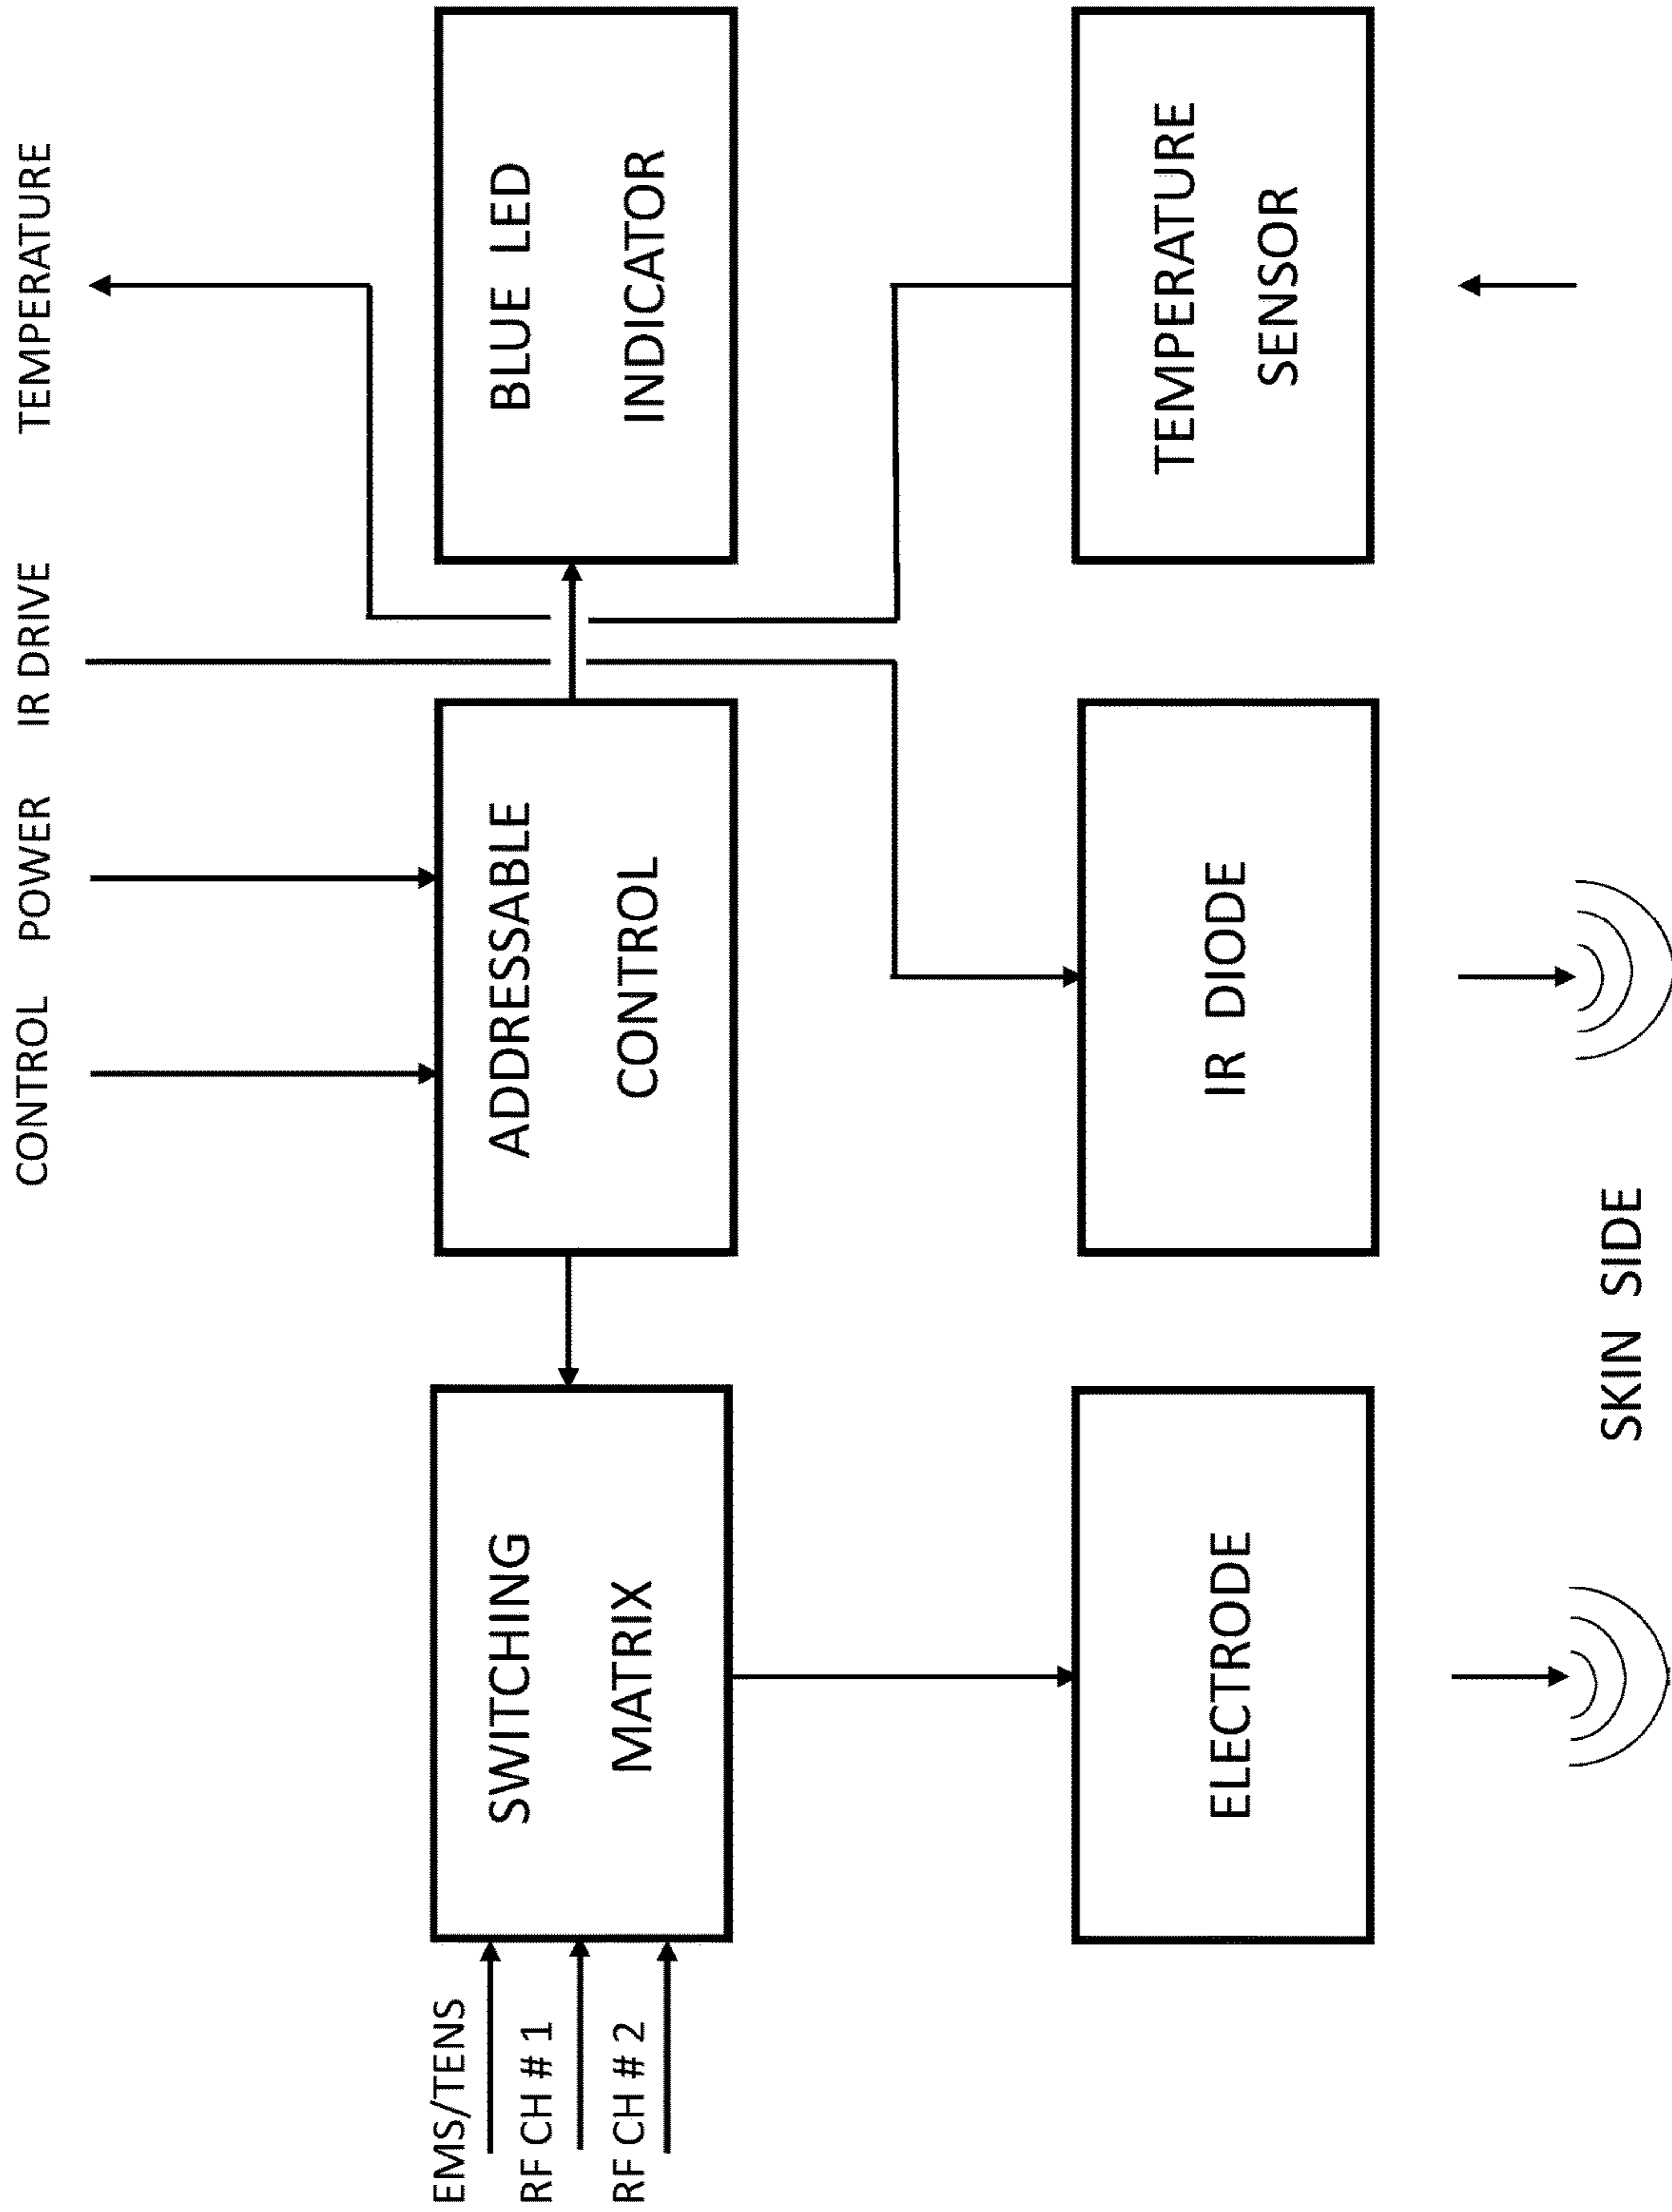 CONTROL
POWER
IR DRIVE
TEMPERATURE
EMS/TENS
RF CH # 1
RF CH # 2
SWITCHING
MATRIX
ADDRESSABLE
CONTROL
BLUE LED
INDICATOR
ELECTRODE
IR DIODE
TEMPERATURE
SENSOR
SKIN SIDE